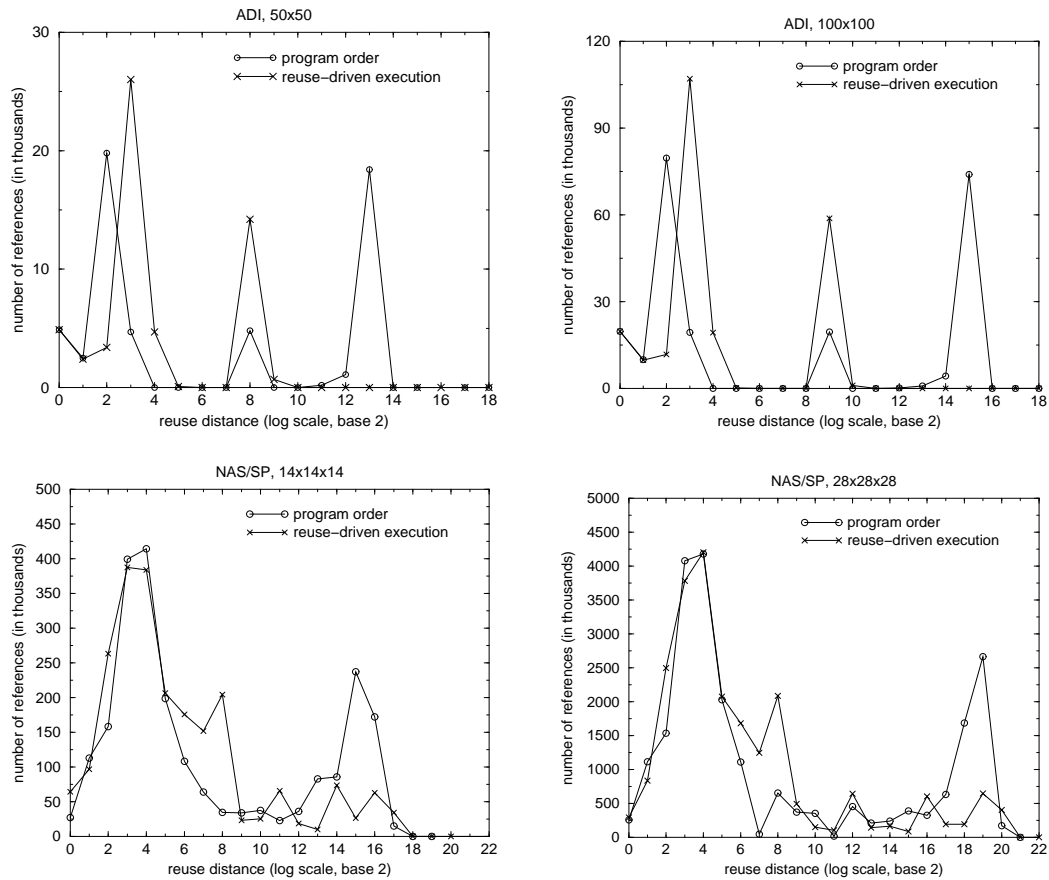 ADI, 50x50
30
20
10
0
number of references (in thousands)
program order
reuse−driven execution
0 2 4 6 8 10 12 14 16 18
reuse distance (log scale, base 2)
ADI, 100x100
120
90
60
30
0
number of references (in thousands)
program order
reuse−driven execution
0 2 4 6 8 10 12 14 16 18
reuse distance (log scale, base 2)
NAS/SP, 14x14x14
500
450
400
350
300
250
200
150
100
50
0
number of references (in thousands)
program order
reuse−driven execution
0 2 4 6 8 10 12 14 16 18 20 22
reuse distance (log scale, base 2)
NAS/SP, 28x28x28
5000
4500
4000
3500
3000
2500
2000
1500
1000
500
0
number of references (in thousands)
program order
reuse−driven execution
0 2 4 6 8 10 12 14 16 18 20 22
reuse distance (log scale, base 2)